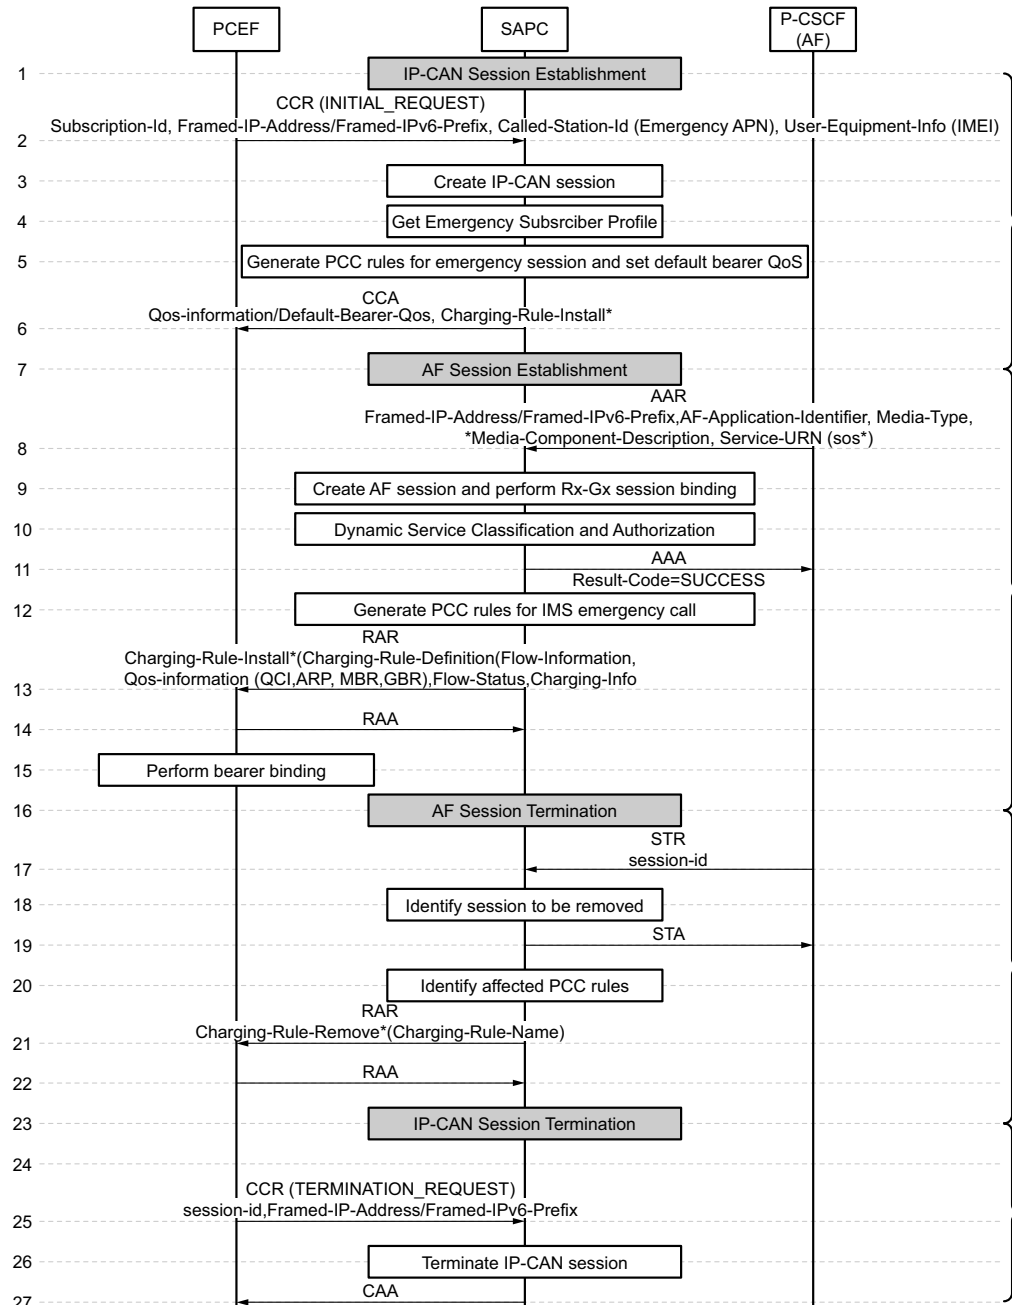 PCEF
SAPC
P-CSCF
(AF)
1
IP-CAN Session Establishment
CCR (INITIAL_REQUEST)
Subscription-Id, Framed-IP-Address/Framed-IPv6-Prefix, Called-Station-Id (Emergency APN), User-Equipment-Info (IMEI)
2
3
Create IP-CAN session
4
Get Emergency Subsrciber Profile
5
Generate PCC rules for emergency session and set default bearer QoS
CCA
Qos-information/Default-Bearer-Qos, Charging-Rule-Install*
6
7
AF Session Establishment
AAR
Framed-IP-Address/Framed-IPv6-Prefix,AF-Application-Identifier, Media-Type,
*Media-Component-Description, Service-URN (sos*)
8
9
Create AF session and perform Rx-Gx session binding
10
Dynamic Service Classification and Authorization
AAA
11
Result-Code=SUCCESS
12
Generate PCC rules for IMS emergency call
RAR
Charging-Rule-Install*(Charging-Rule-Definition(Flow-Information,
Qos-information (QCI,ARP, MBR,GBR),Flow-Status,Charging-Info
13
RAA
14
15
Perform bearer binding
16
AF Session Termination
STR
session-id
17
18
Identify session to be removed
STA
19
20
Identify affected PCC rules
RAR
Charging-Rule-Remove*(Charging-Rule-Name)
21
RAA
22
23
IP-CAN Session Termination
24
CCR (TERMINATION_REQUEST)
session-id,Framed-IP-Address/Framed-IPv6-Prefix
25
26
Terminate IP-CAN session
CAA
27